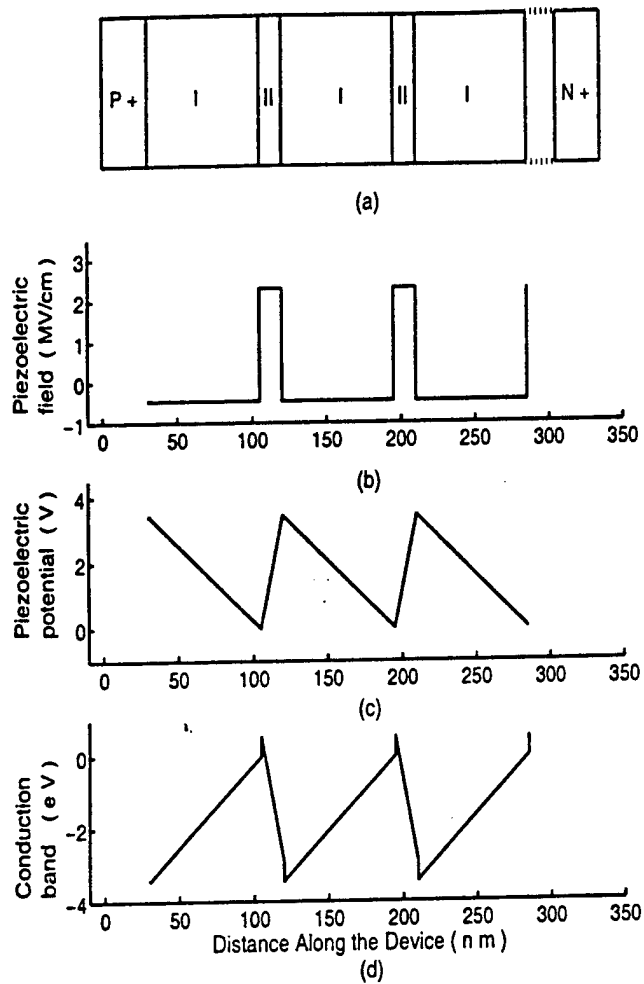 P + I II I II I N +
(a)
Piezoelectric
field ( MV/cm )
3
2
1
0
−1
0 50 100 150 200 250 300 350
(b)
Piezoelectric
potential ( V )
4
2
0
0 50 100 150 200 250 300 350
(c)
Conduction
band ( e V )
0
−2
−4
0 50 100 150 200 250 300 350
Distance Along the Device ( n m )
(d)